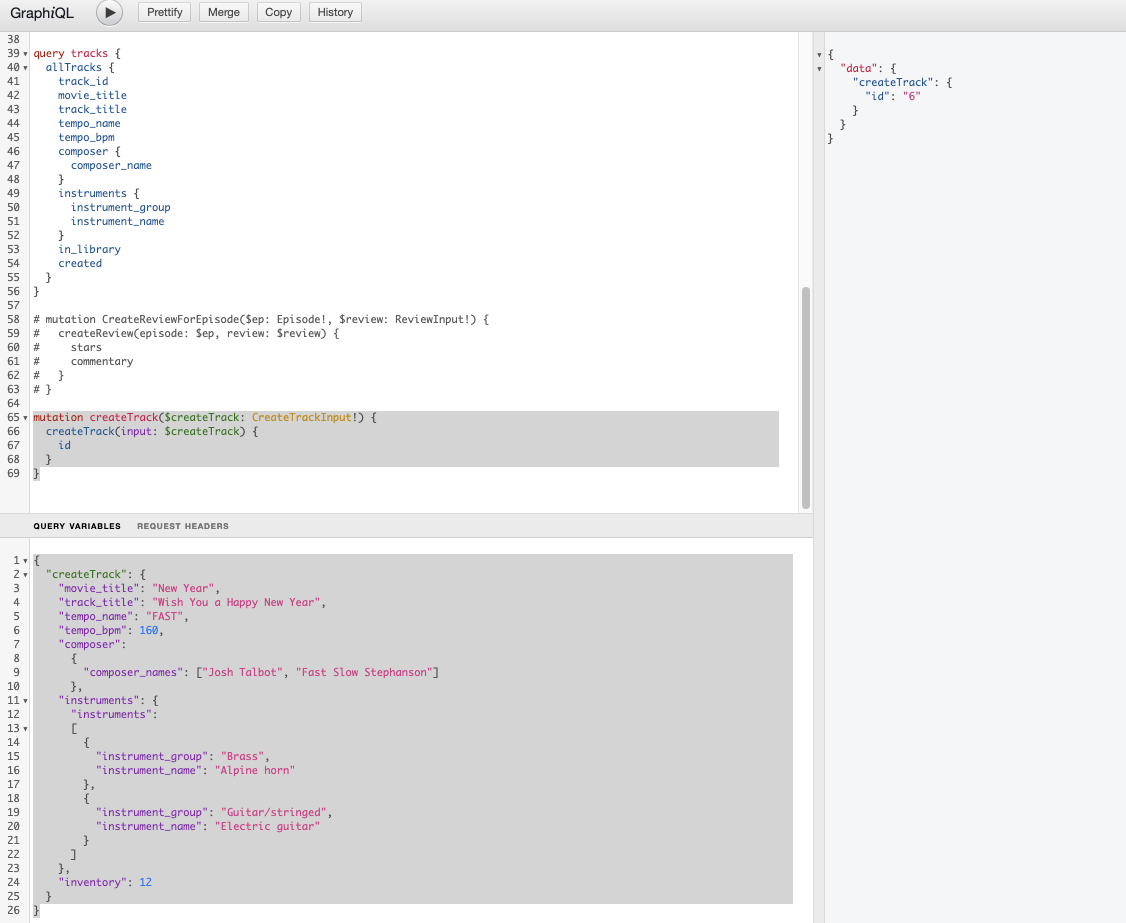 GraphiQL Prettify Merge Copy History
38
39 query tracks {
40 allTracks {
41 track_id
42 movie_title
43 track_title
44 tempo_name
45 tempo_bpm
46 composer {
47 composer_name
48 }
49 instruments {
50 instrument_group
51 instrument_name
52 }
53 in_library
54 created
55 }
56 }
57
58 # mutation CreateReviewForEpisode($ep: Episode!, $review: ReviewInput!) {
59 # createReview(episode: $ep, review: $review) {
60 # stars
61 # commentary
62 # }
63 # }
64
65 mutation createTrack($createTrack: CreateTrackInput!) {
66 createTrack(input: $createTrack) {
67 id
68 }
69 }
QUERY VARIABLES REQUEST HEADERS
1 {
2 "createTrack": {
3 "movie_title": "New Year",
4 "track_title": "Wish You a Happy New Year",
5 "tempo_name": "FAST",
6 "tempo_bpm": 160,
7 "composer":
8 {
9 "composer_names": ["Josh Talbot", "Fast Slow Stephanson"]
10 },
11 "instruments": {
12 "instruments":
13 [
14 {
15 "instrument_group": "Brass",
16 "instrument_name": "Alpine horn"
17 },
18 {
19 "instrument_group": "Guitar/stringed",
20 "instrument_name": "Electric guitar"
21 }
22 ]
23 },
24 "inventory": 12
25 }
26 }
{
"data": {
"createTrack": {
"id": "6"
}
}
}